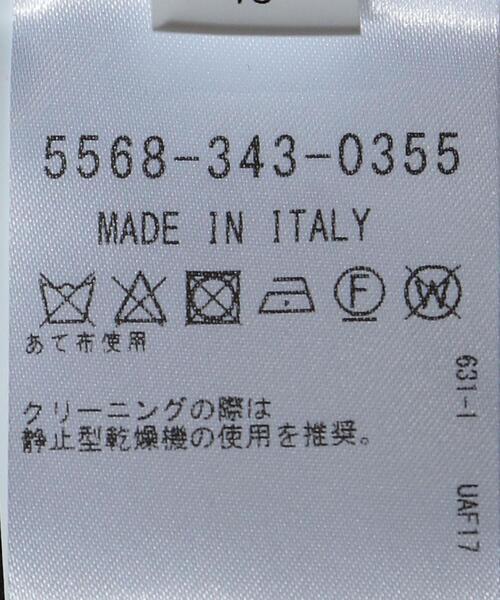 5568-343-0355
MADE IN ITALY
F
W
あて布使用
クリーニングの際は
静止型乾燥機の使用を推奨。
631-1
UAF17